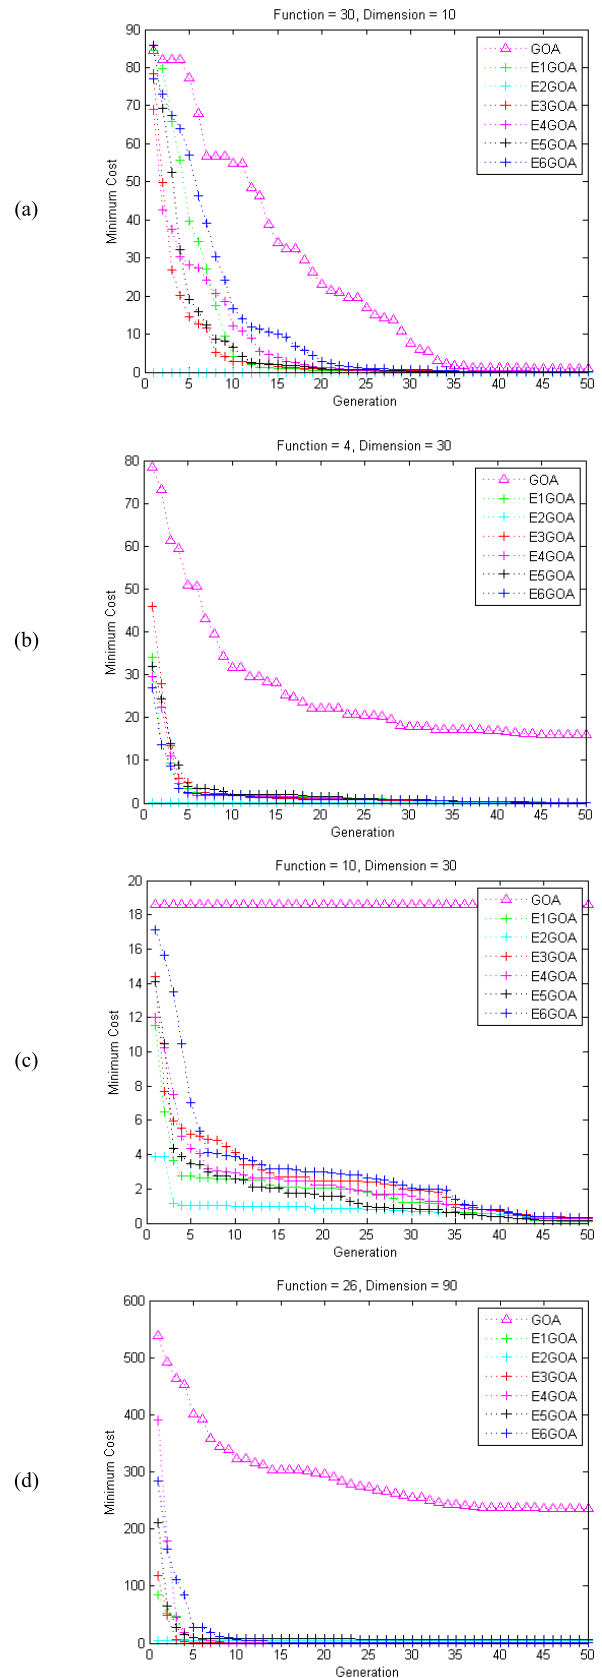 (a)
Function = 30, Dimension = 10
Minimum Cost
90
80
70
60
50
40
30
20
10
0
0 5 10 15 20 25 30 35 40 45 50
Generation
GOA
E1GOA
E2GOA
E3GOA
E4GOA
E5GOA
E6GOA
(b)
Function = 4, Dimension = 30
Minimum Cost
80
70
60
50
40
30
20
10
0
0 5 10 15 20 25 30 35 40 45 50
Generation
GOA
E1GOA
E2GOA
E3GOA
E4GOA
E5GOA
E6GOA
(c)
Function = 10, Dimension = 30
Minimum Cost
20
18
16
14
12
10
8
6
4
2
0
0 5 10 15 20 25 30 35 40 45 50
Generation
GOA
E1GOA
E2GOA
E3GOA
E4GOA
E5GOA
E6GOA
(d)
Function = 26, Dimension = 90
Minimum Cost
600
500
400
300
200
100
0
0 5 10 15 20 25 30 35 40 45 50
Generation
GOA
E1GOA
E2GOA
E3GOA
E4GOA
E5GOA
E6GOA